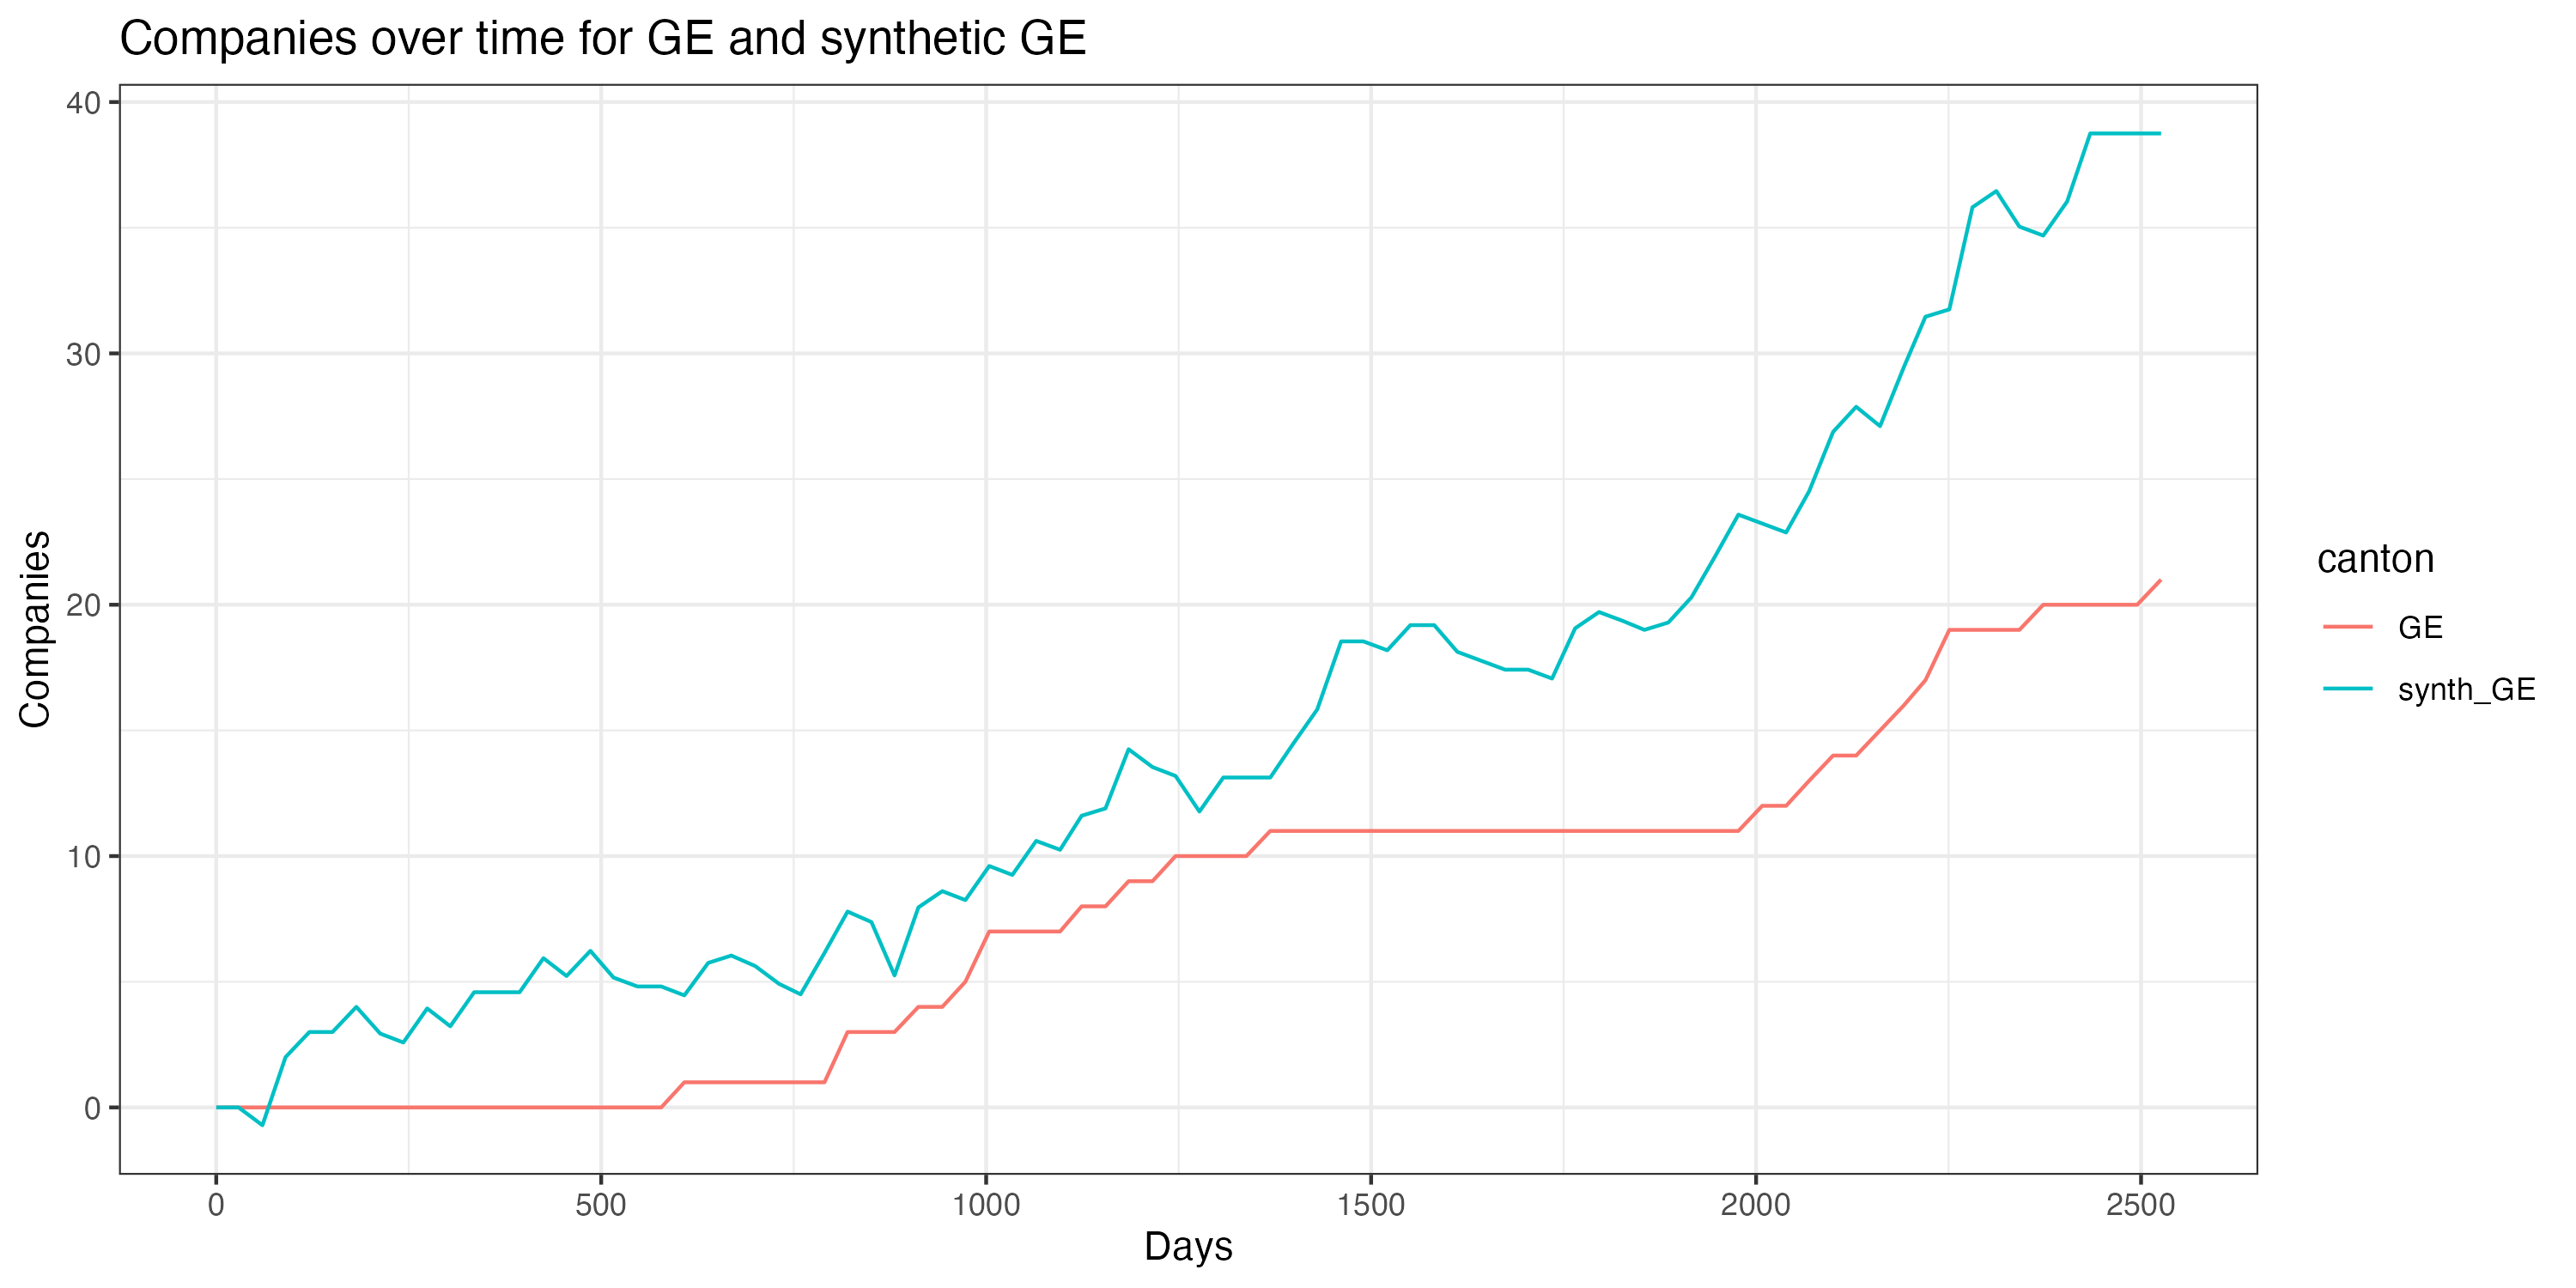 Companies over time for GE and synthetic GE
40
30
20
10
0
Companies
0 500 1000 1500 2000 2500
Days
canton
GE
synth_GE